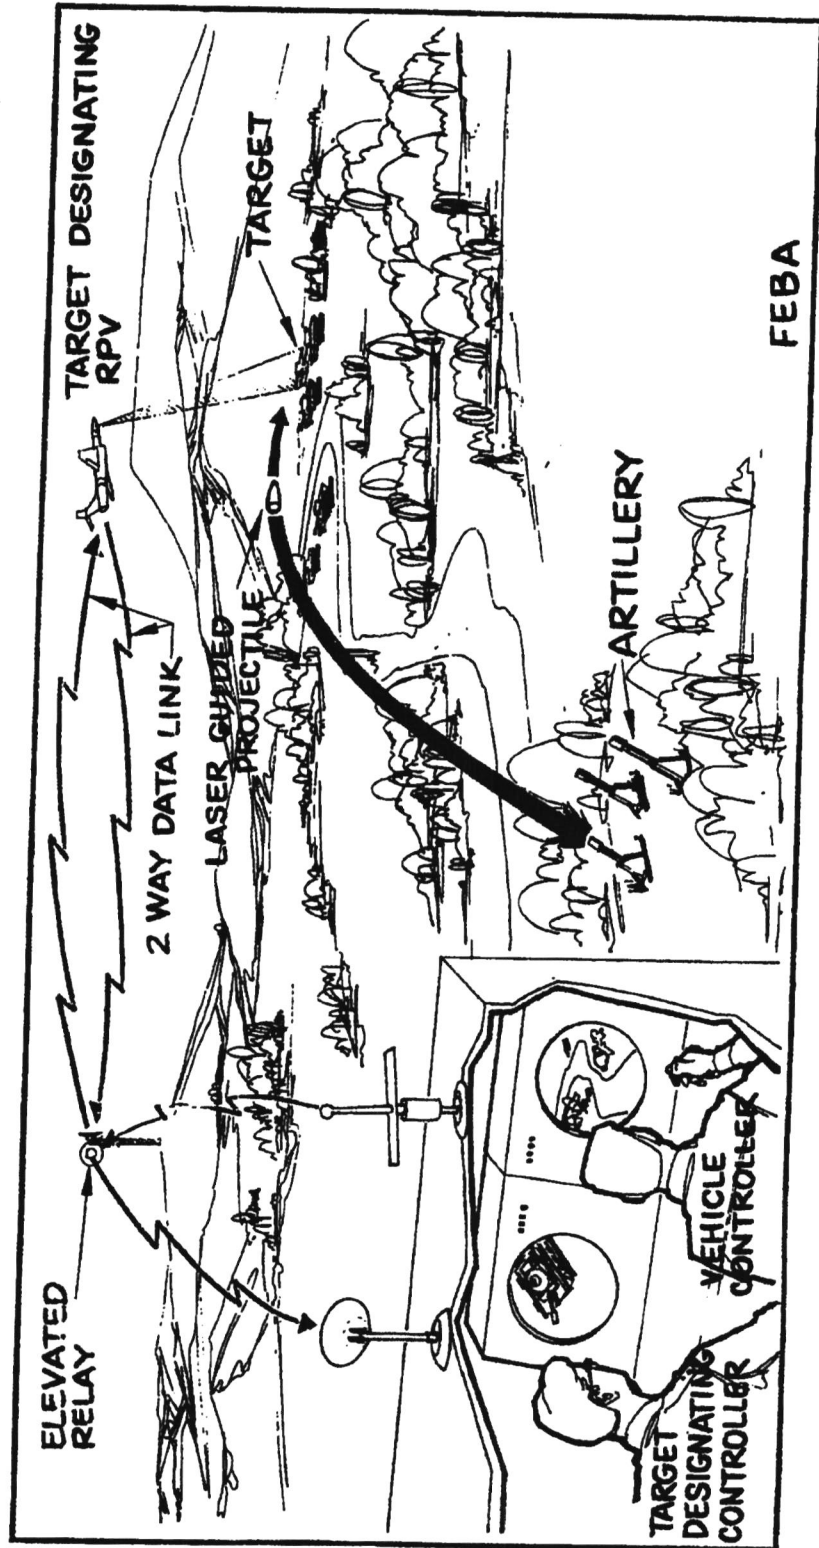 ELEVATED
RELAY
2 WAY DATA LINK
LASER GUIDED
PROJECTILE
TARGET DESIGNATING
RPV
TARGET
ARTILLERY
FEBA
TARGET
DESIGNATING
CONTROLLER
VEHICLE
CONTROLLER